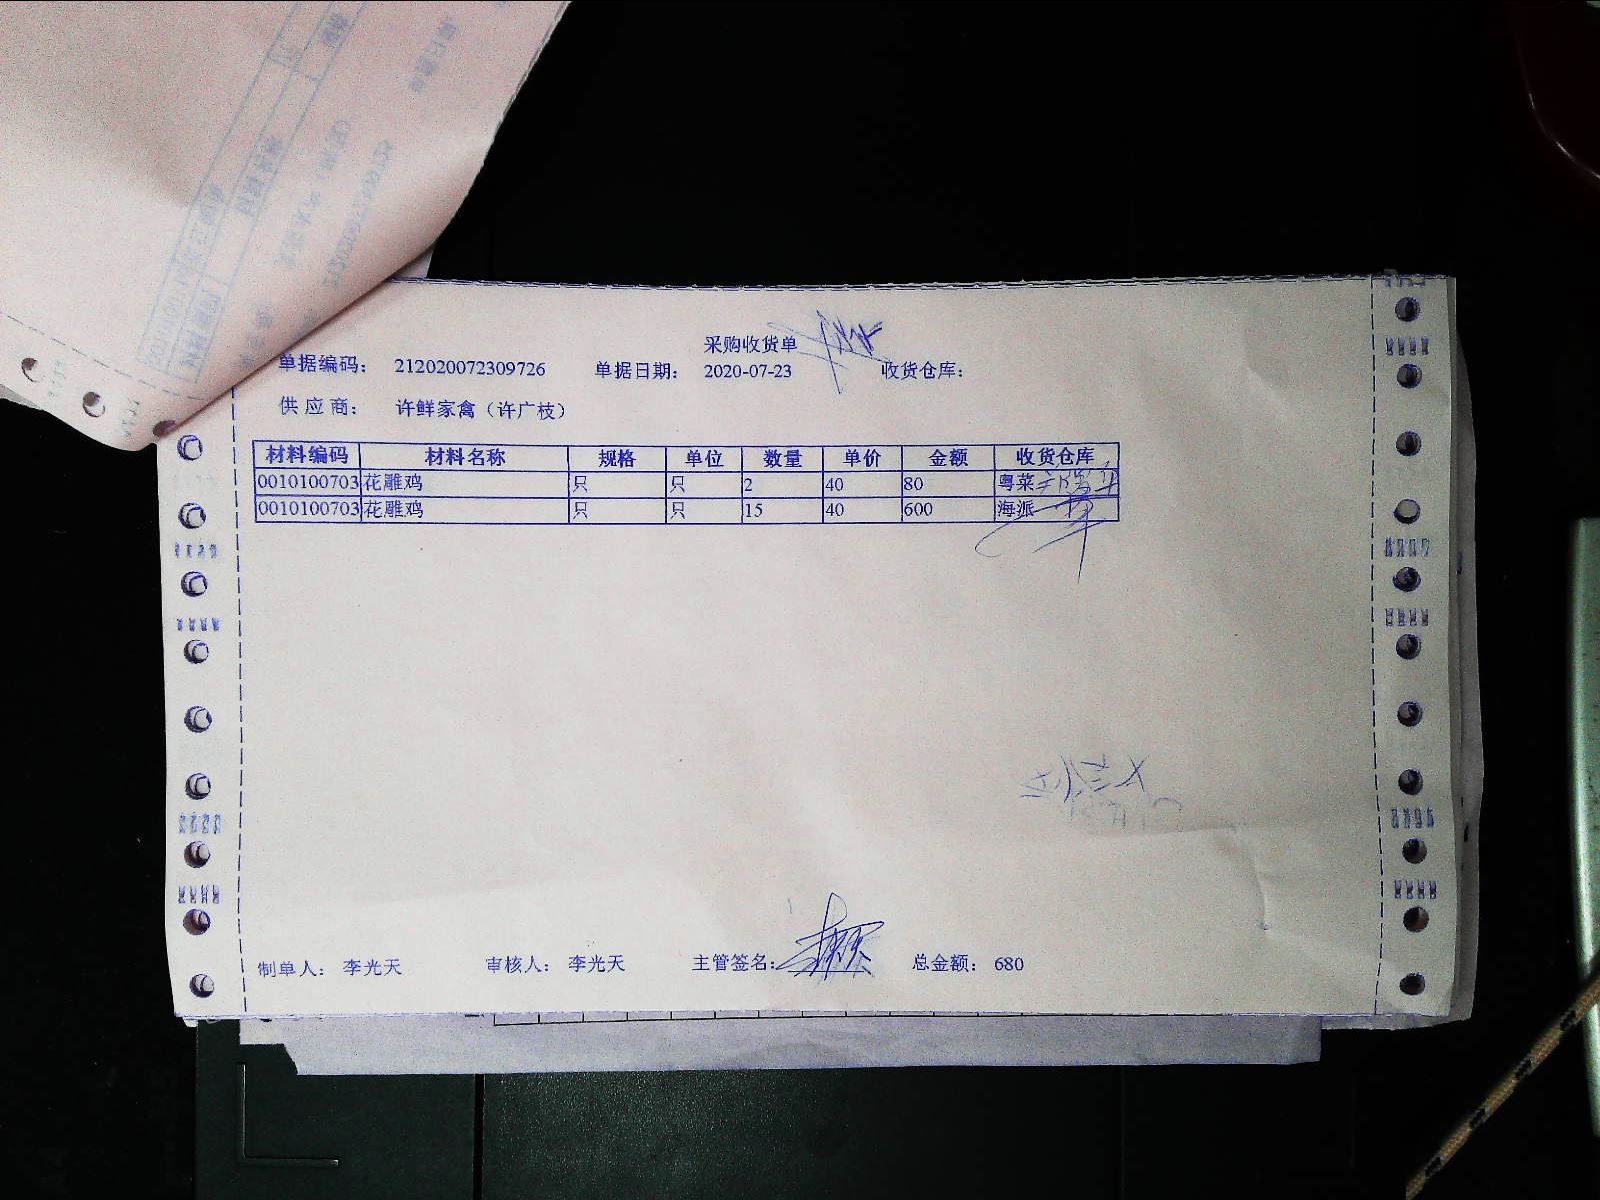 采购收货单
单据编码： 212020072309726 单据日期： 2020-07-23 收货仓库：
供 应 商： 许鲜家禽（许广枝）
材料编码 材料名称 规格 单位 数量 单价 金额 收货仓库
0010100703 花雕鸡 只 只 2 40 80 粤菜
0010100703 花雕鸡 只 只 15 40 600 海派
制单人： 李光天 审核人： 李光天 主管签名： 总金额： 680